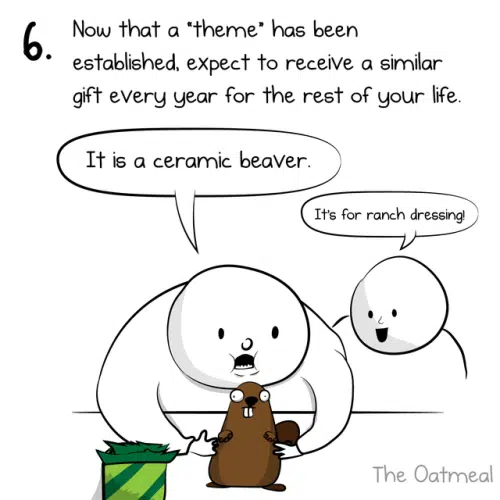 6.
Now that a "theme" has been
established, expect to receive a similar
gift every year for the rest of your life.
It is a ceramic beaver.
It's for ranch dressing!
The Oatmeal